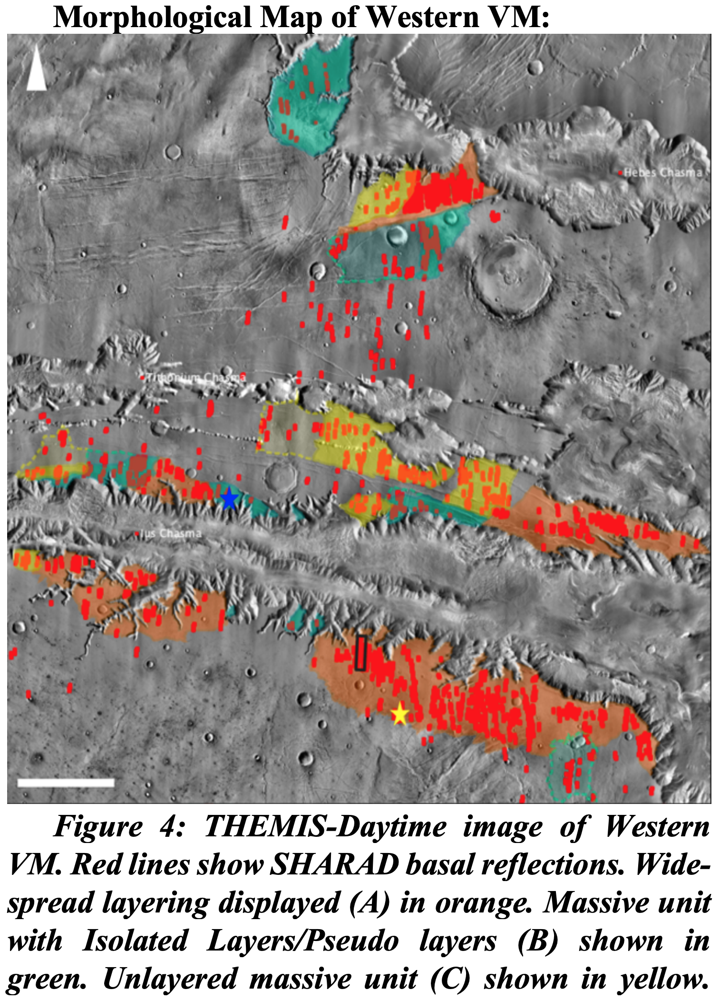 Morphological Map of Western VM:
Hebes Chasma
Tithonium Chasma
Ius Chasma
Figure 4: THEMIS-Daytime image of Western
VM. Red lines show SHARAD basal reflections. Wide-
spread layering displayed (A) in orange. Massive unit
with Isolated Layers/Pseudo layers (B) shown in
green. Unlayered massive unit (C) shown in yellow.